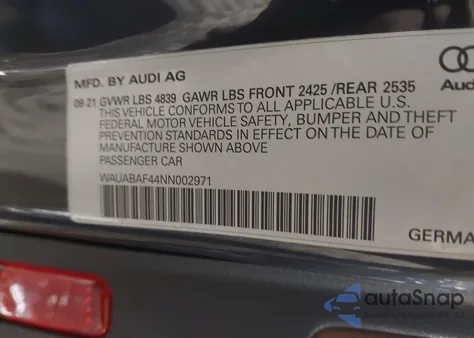 MFD. BY AUDI AG
09 21 GVWR LBS 4839 GAWR LBS FRONT 2425 /REAR 2535
THIS VEHICLE CONFORMS TO ALL APPLICABLE U.S.
FEDERAL MOTOR VEHICLE SAFETY, BUMPER AND THEFT
PREVENTION STANDARDS IN EFFECT ON THE DATE OF
MANUFACTURE SHOWN ABOVE
PASSENGER CAR
WAUABAF44NN002971
Aud
GERMA
autoSnap